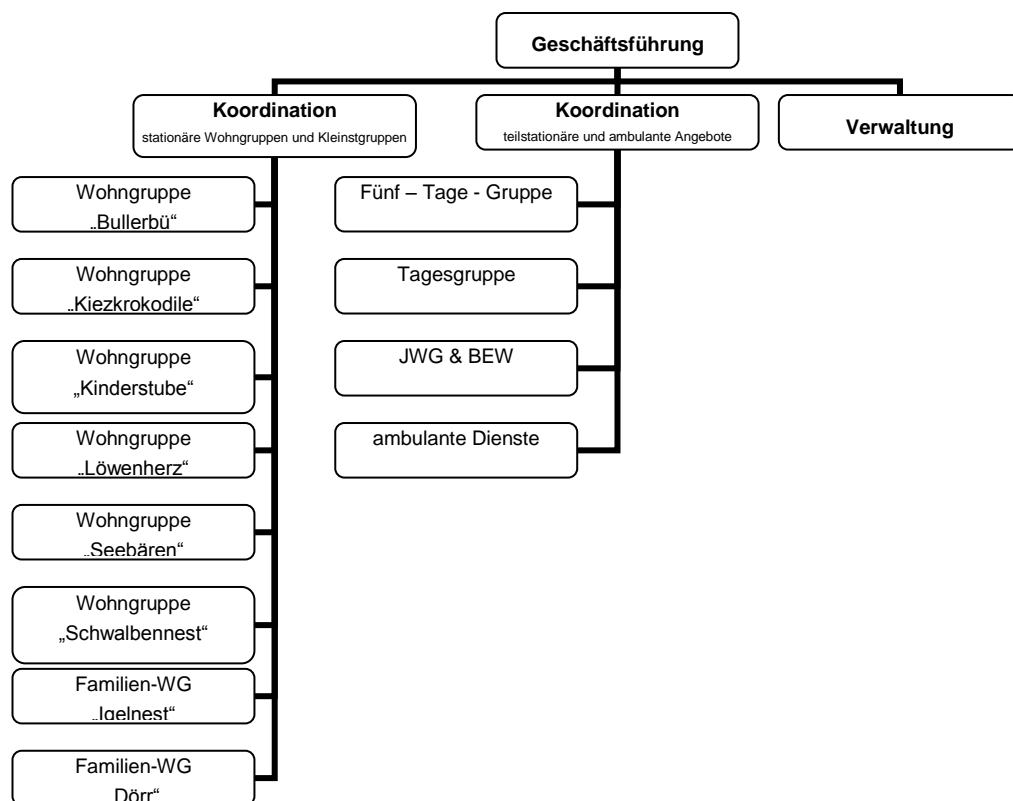 Geschäftsführung
Koordination
stationäre Wohngruppen und Kleinstgruppen
Koordination
teilstationäre und ambulante Angebote
Verwaltung
Wohngruppe
„Bullerbü“
Wohngruppe
„Kiezkrokodile“
Wohngruppe
„Kinderstube“
Wohngruppe
„Löwenherz“
Wohngruppe
„Seebären“
Wohngruppe
„Schwalbennest“
Familien-WG
„Igelnest“
Familien-WG
Dörr“
Fünf – Tage - Gruppe
Tagesgruppe
JWG & BEW
ambulante Dienste